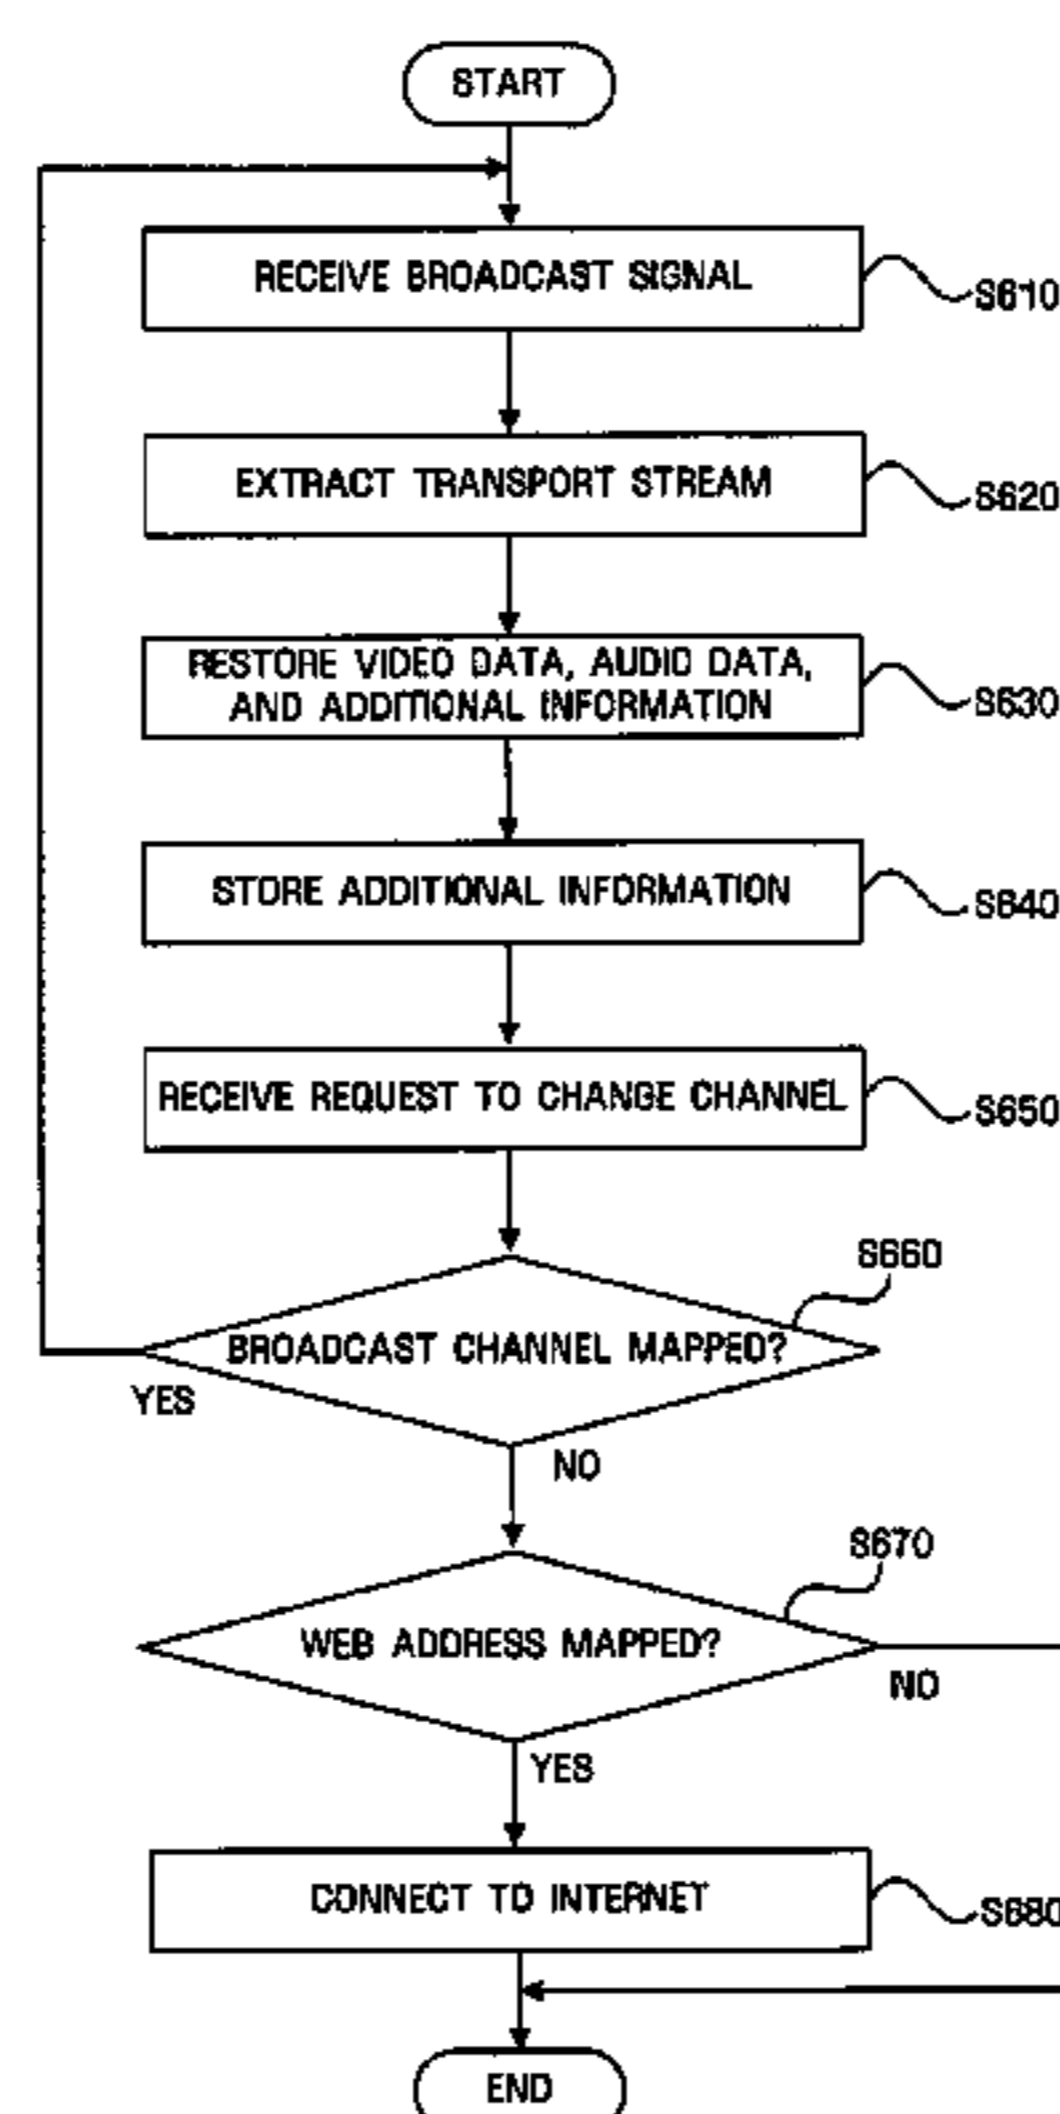 START
RECEIVE BROADCAST SIGNAL
S610
EXTRACT TRANSPORT STREAM
S620
RESTORE VIDEO DATA, AUDIO DATA,
AND ADDITIONAL INFORMATION
S630
STORE ADDITIONAL INFORMATION
S640
RECEIVE REQUEST TO CHANGE CHANNEL
S650
S660
BROADCAST CHANNEL MAPPED?
YES
NO
S670
WEB ADDRESS MAPPED?
NO
YES
CONNECT TO INTERNET
S680
END